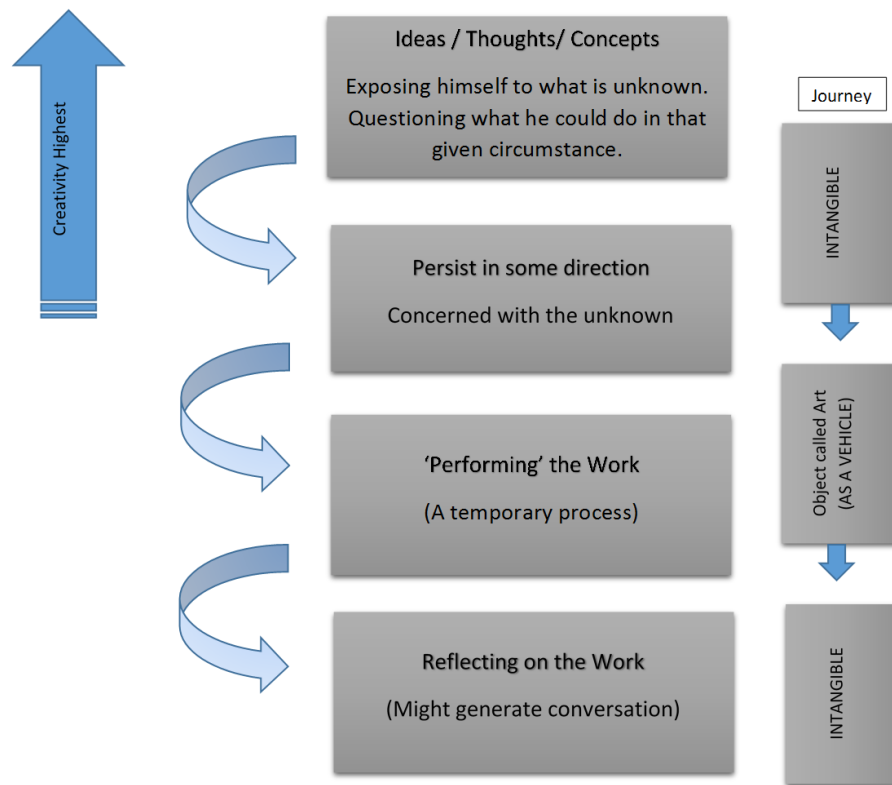 Creativity Highest
Ideas / Thoughts/ Concepts
Exposing himself to what is unknown.
Questioning what he could do in that
given circumstance.
Persist in some direction
Concerned with the unknown
‘Performing’ the Work
(A temporary process)
Reflecting on the Work
(Might generate conversation)
Journey
INTANGIBLE
Object called Art
(AS A VEHICLE)
INTANGIBLE